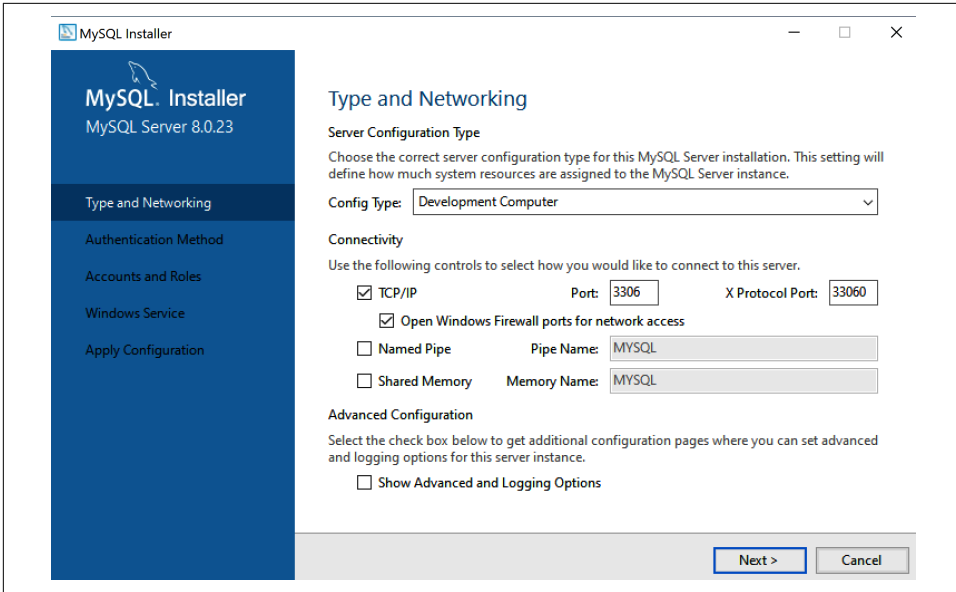 MySQL Installer
MySQL. Installer
MySQL Server 8.0.23
Type and Networking
Authentication Method
Accounts and Roles
Windows Service
Apply Configuration
Type and Networking
Server Configuration Type
Choose the correct server configuration type for this MySQL Server installation. This setting will
define how much system resources are assigned to the MySQL Server instance.
Config Type: Development Computer
Connectivity
Use the following controls to select how you would like to connect to this server.
TCP/IP Port: 3306 X Protocol Port: 33060
Open Windows Firewall ports for network access
Named Pipe Pipe Name: MYSQL
Shared Memory Memory Name: MYSQL
Advanced Configuration
Select the check box below to get additional configuration pages where you can set advanced
and logging options for this server instance.
Show Advanced and Logging Options
Next > Cancel